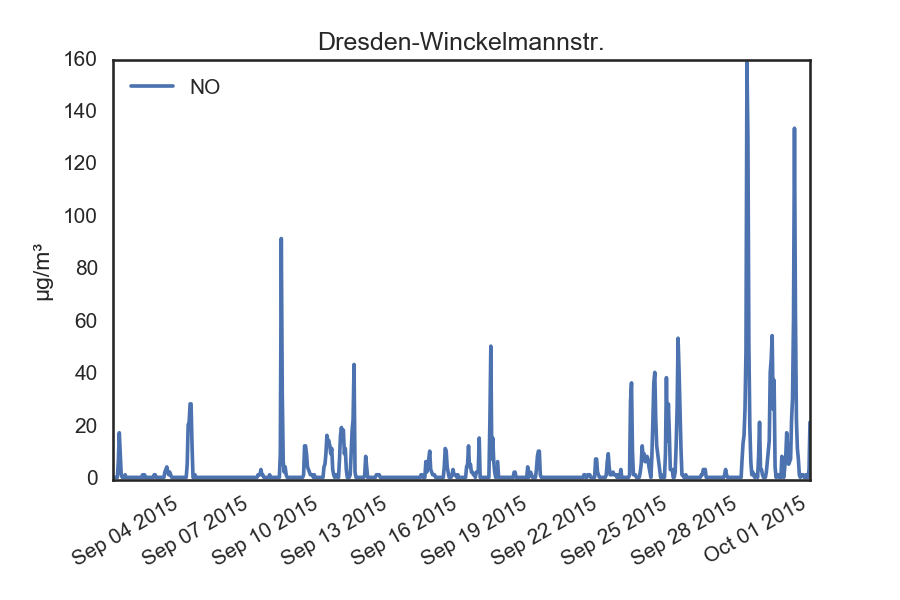 Dresden-Winckelmannstr.
160
NO
140
120
100
80
60
40
20
0
µg/m³
Sep 04 2015
Sep 07 2015
Sep 10 2015
Sep 13 2015
Sep 16 2015
Sep 19 2015
Sep 22 2015
Sep 25 2015
Sep 28 2015
Oct 01 2015